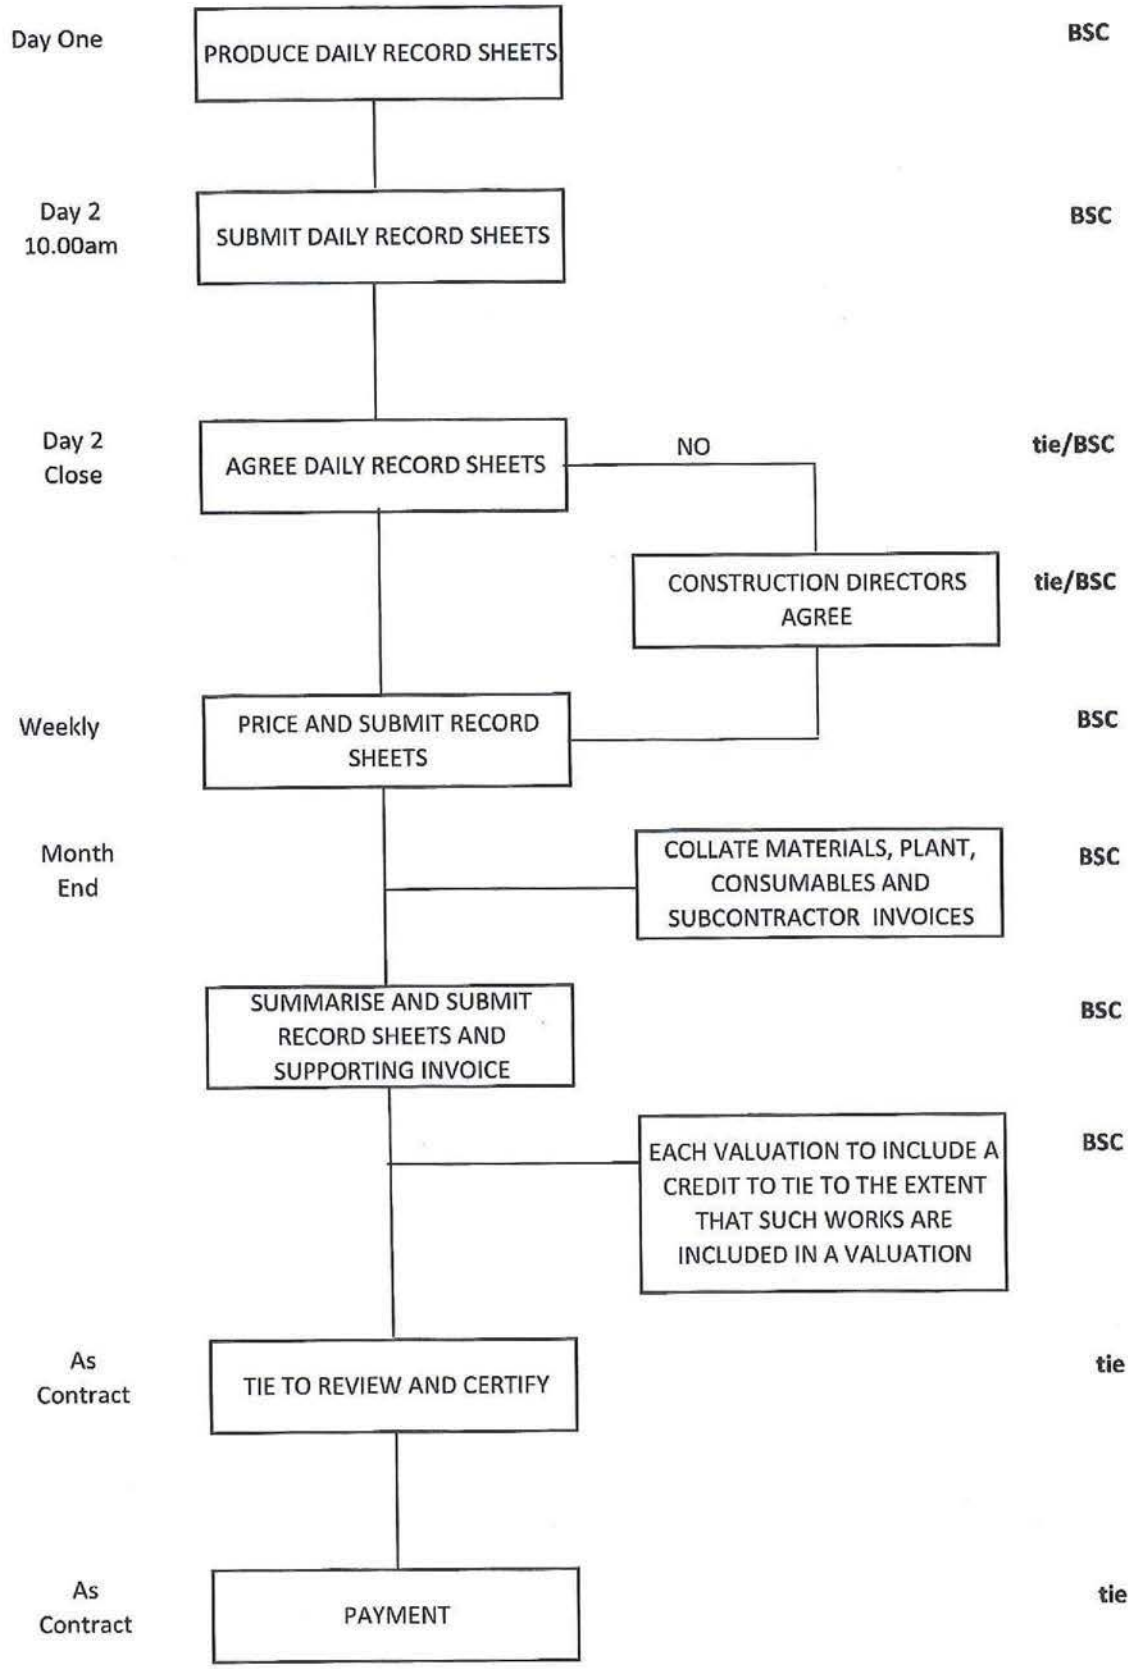 Day One
PRODUCE DAILY RECORD SHEETS
BSC
Day 2
10.00am
SUBMIT DAILY RECORD SHEETS
BSC
Day 2
Close
AGREE DAILY RECORD SHEETS
NO
tie/BSC
CONSTRUCTION DIRECTORS
AGREE
tie/BSC
Weekly
PRICE AND SUBMIT RECORD
SHEETS
BSC
Month
End
COLLATE MATERIALS, PLANT,
CONSUMABLES AND
SUBCONTRACTOR INVOICES
BSC
SUMMARISE AND SUBMIT
RECORD SHEETS AND
SUPPORTING INVOICE
BSC
EACH VALUATION TO INCLUDE A
CREDIT TO TIE TO THE EXTENT
THAT SUCH WORKS ARE
INCLUDED IN A VALUATION
BSC
As
Contract
TIE TO REVIEW AND CERTIFY
tie
As
Contract
PAYMENT
tie